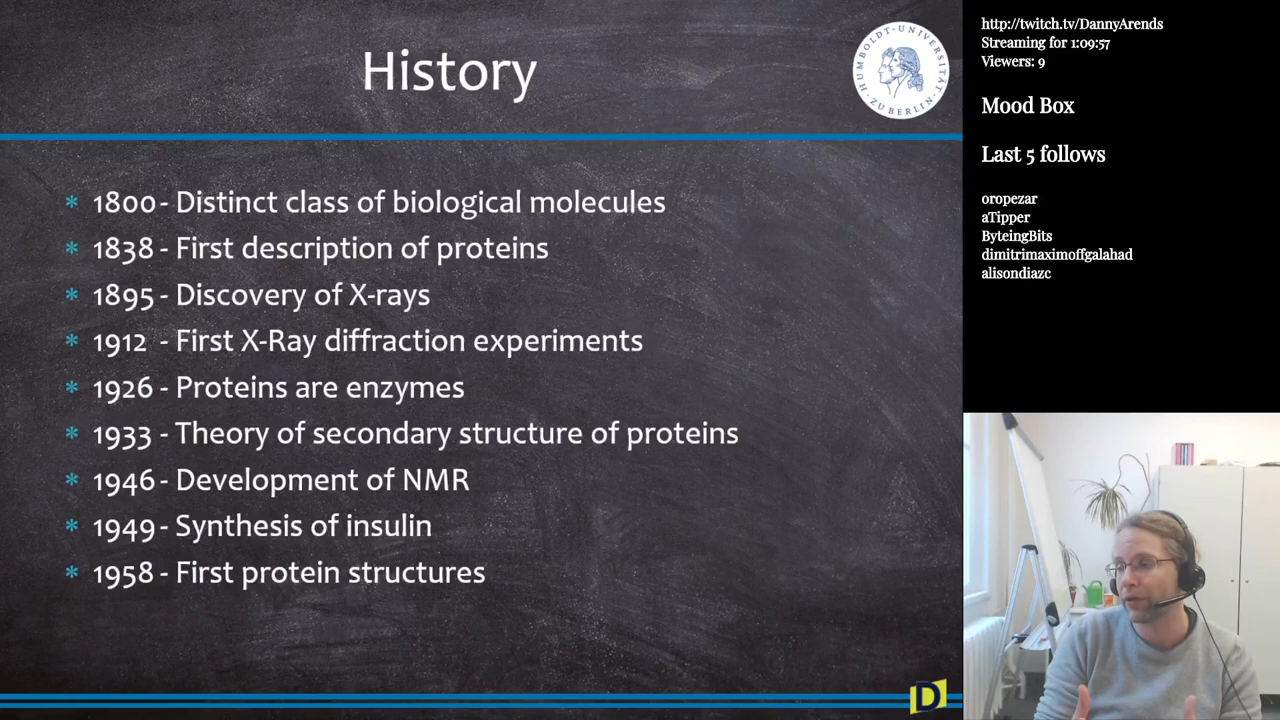 History
HUMBOLDT-UNIVERSITÄT
ZU BERLIN
* 1800 - Distinct class of biological molecules
* 1838 - First description of proteins
* 1895 - Discovery of X-rays
* 1912 - First X-Ray diffraction experiments
* 1926 - Proteins are enzymes
* 1933 - Theory of secondary structure of proteins
* 1946 - Development of NMR
* 1949 - Synthesis of insulin
* 1958 - First protein structures
D
http://twitch.tv/DannyArends
Streaming for 1:09:57
Viewers: 9
Mood Box
Last 5 follows
oropezar
aTipper
ByteingBits
dimitrimaximoffgalahad
alisondiazc